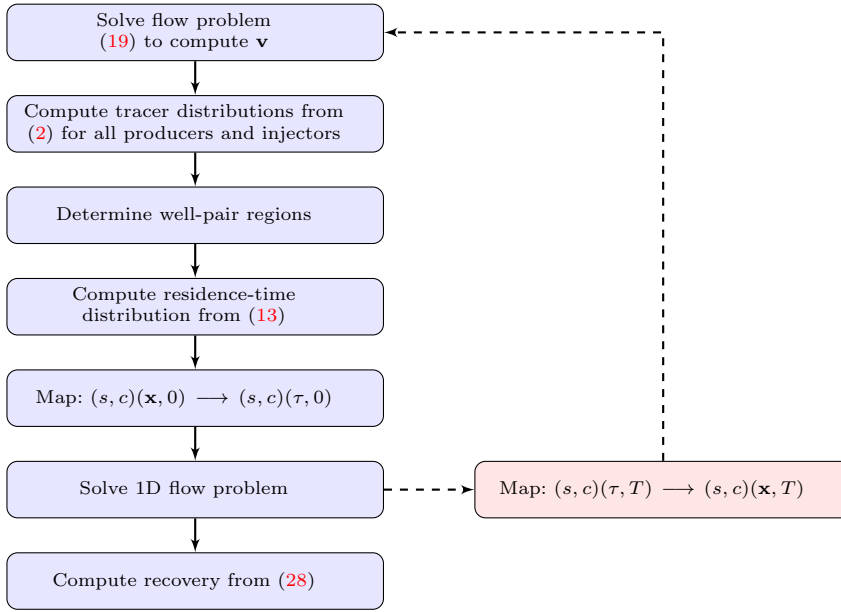 Solve flow problem
(19) to compute v
Compute tracer distributions from
(2) for all producers and injectors
Determine well-pair regions
Compute residence-time
distribution from (13)
Map: (s, c)(x, 0) ⟶ (s, c)(τ, 0)
Solve 1D flow problem
Map: (s, c)(τ, T) ⟶ (s, c)(x, T)
Compute recovery from (28)